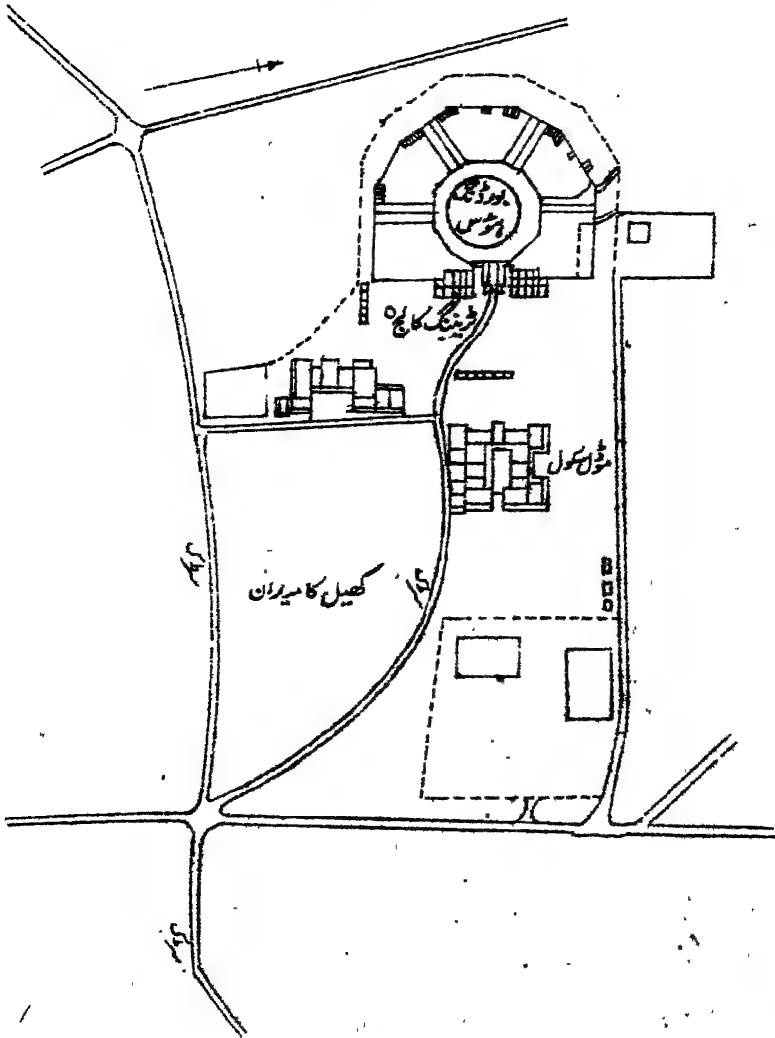 بورڈنگ
ہاؤس
ٹریننگ کالج
ماڈل سکول
سڑک
کھیل کا میدان
سڑک
سڑک